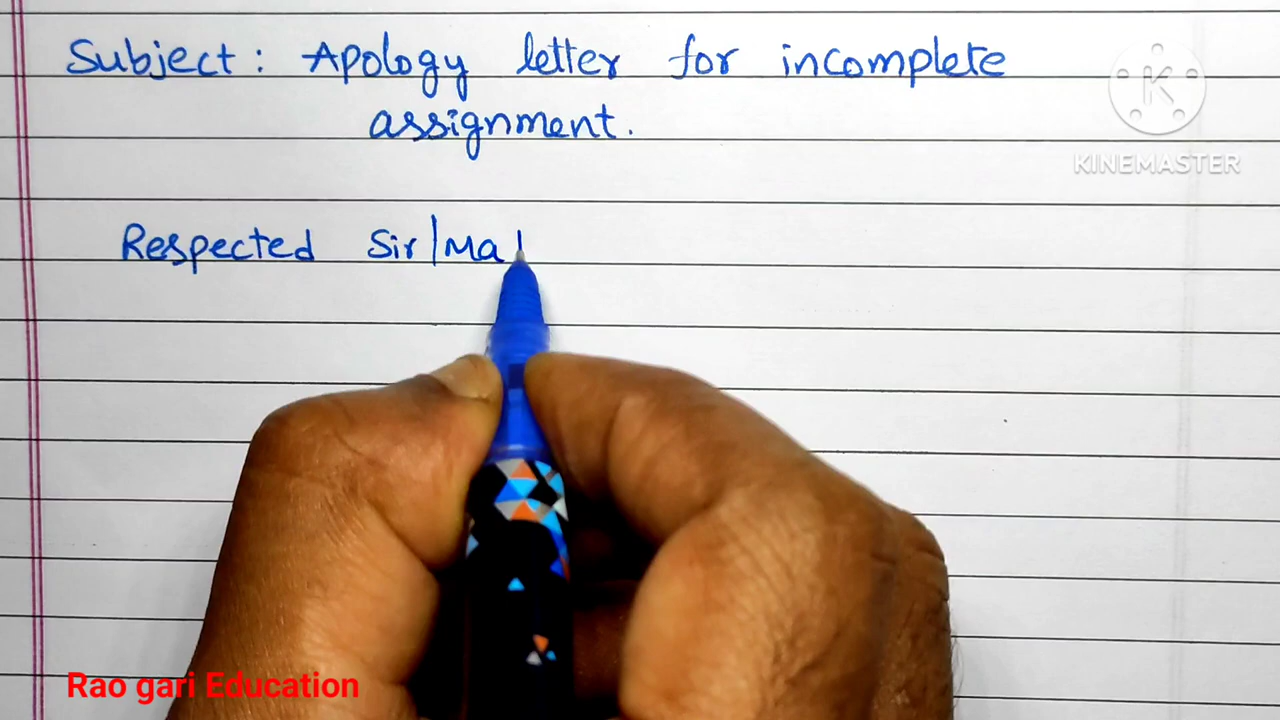 Subject: Apology letter for incomplete
assignment.
KINEMASTER
Respected Sir/Ma
Rao gari Education